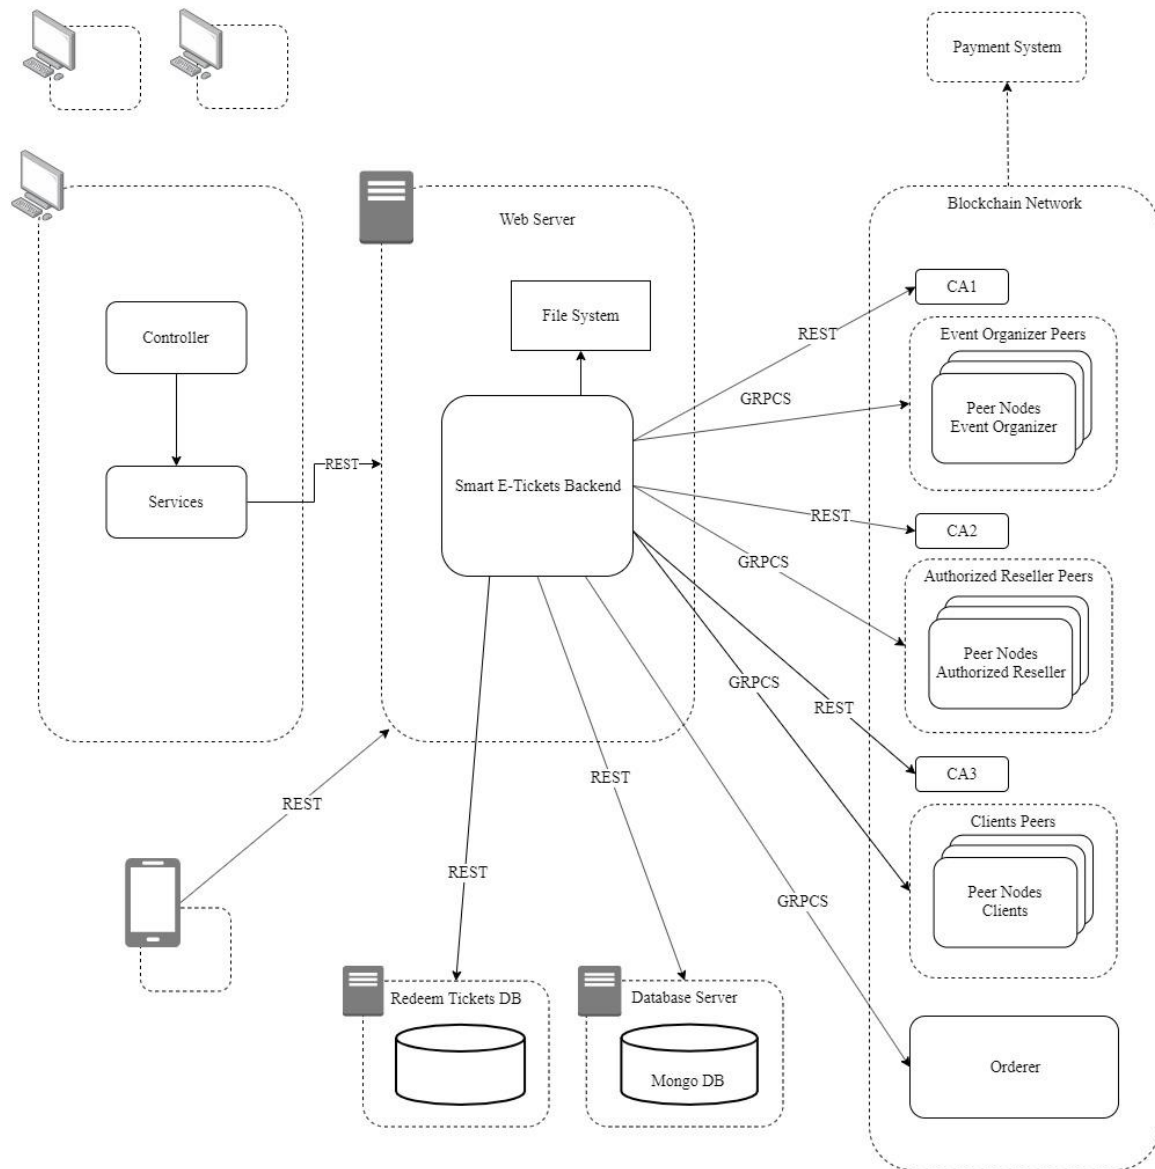 Payment System
Blockchain Network
Web Server
CA1
File System
REST
Event Organizer Peers
Controller
GRPCS
Peer Nodes
Event Organizer
REST
Services
Smart E-Tickets Backend
REST
CA2
GRPCS
Authorized Reseller Peers
Peer Nodes
Authorized Reseller
GRPCS
REST
REST
REST
CA3
Clients Peers
REST
GRPCS
Peer Nodes
Clients
Redeem Tickets DB
Database Server
Mongo DB
Orderer